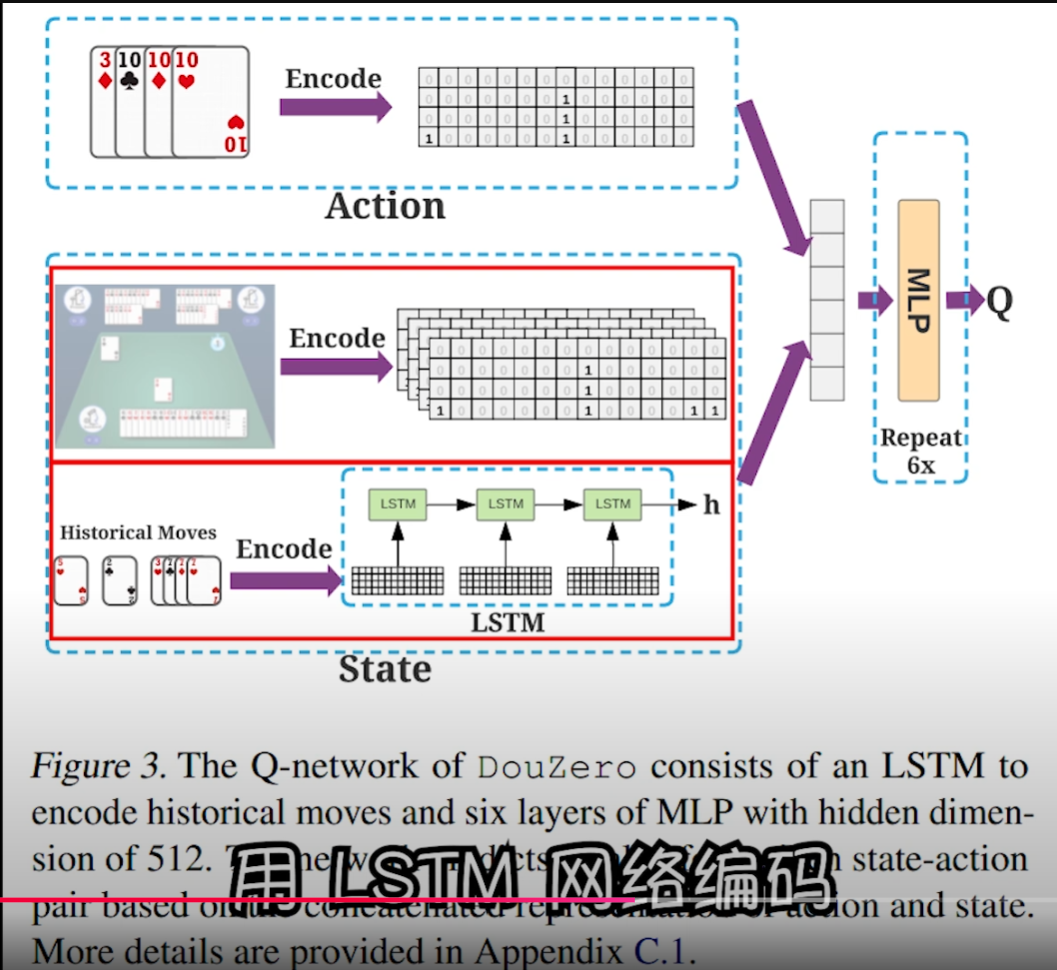 3 10 10 10
10
Encode
0 0 0 0 0 0 0 0 0 0 0 0 0
0 0 0 0 0 0 0 1 0 0 0 0 0
0 0 0 0 0 0 0 1 0 0 0 0 0
1 0 0 0 0 0 0 1 0 0 0 0 0
Action
Encode
0 0 0 0 0 0 0 0 0 0 0 0 0
0 0 0 0 0 0 0 1 0 0 0 0 0
0 0 0 0 0 0 0 1 0 0 0 0 0
1 0 0 0 0 0 0 1 0 0 0 0 1 1
MLP
Q
Repeat
6x
Historical Moves
Encode
LSTM LSTM LSTM h
LSTM
State
Figure 3. The Q-network of DouZero consists of an LSTM to
encode historical moves and six layers of MLP with hidden dimen-
sion of 512. state-action
pair based and state.
More details are provided in Appendix C.1.
用 LSTM 网络编码